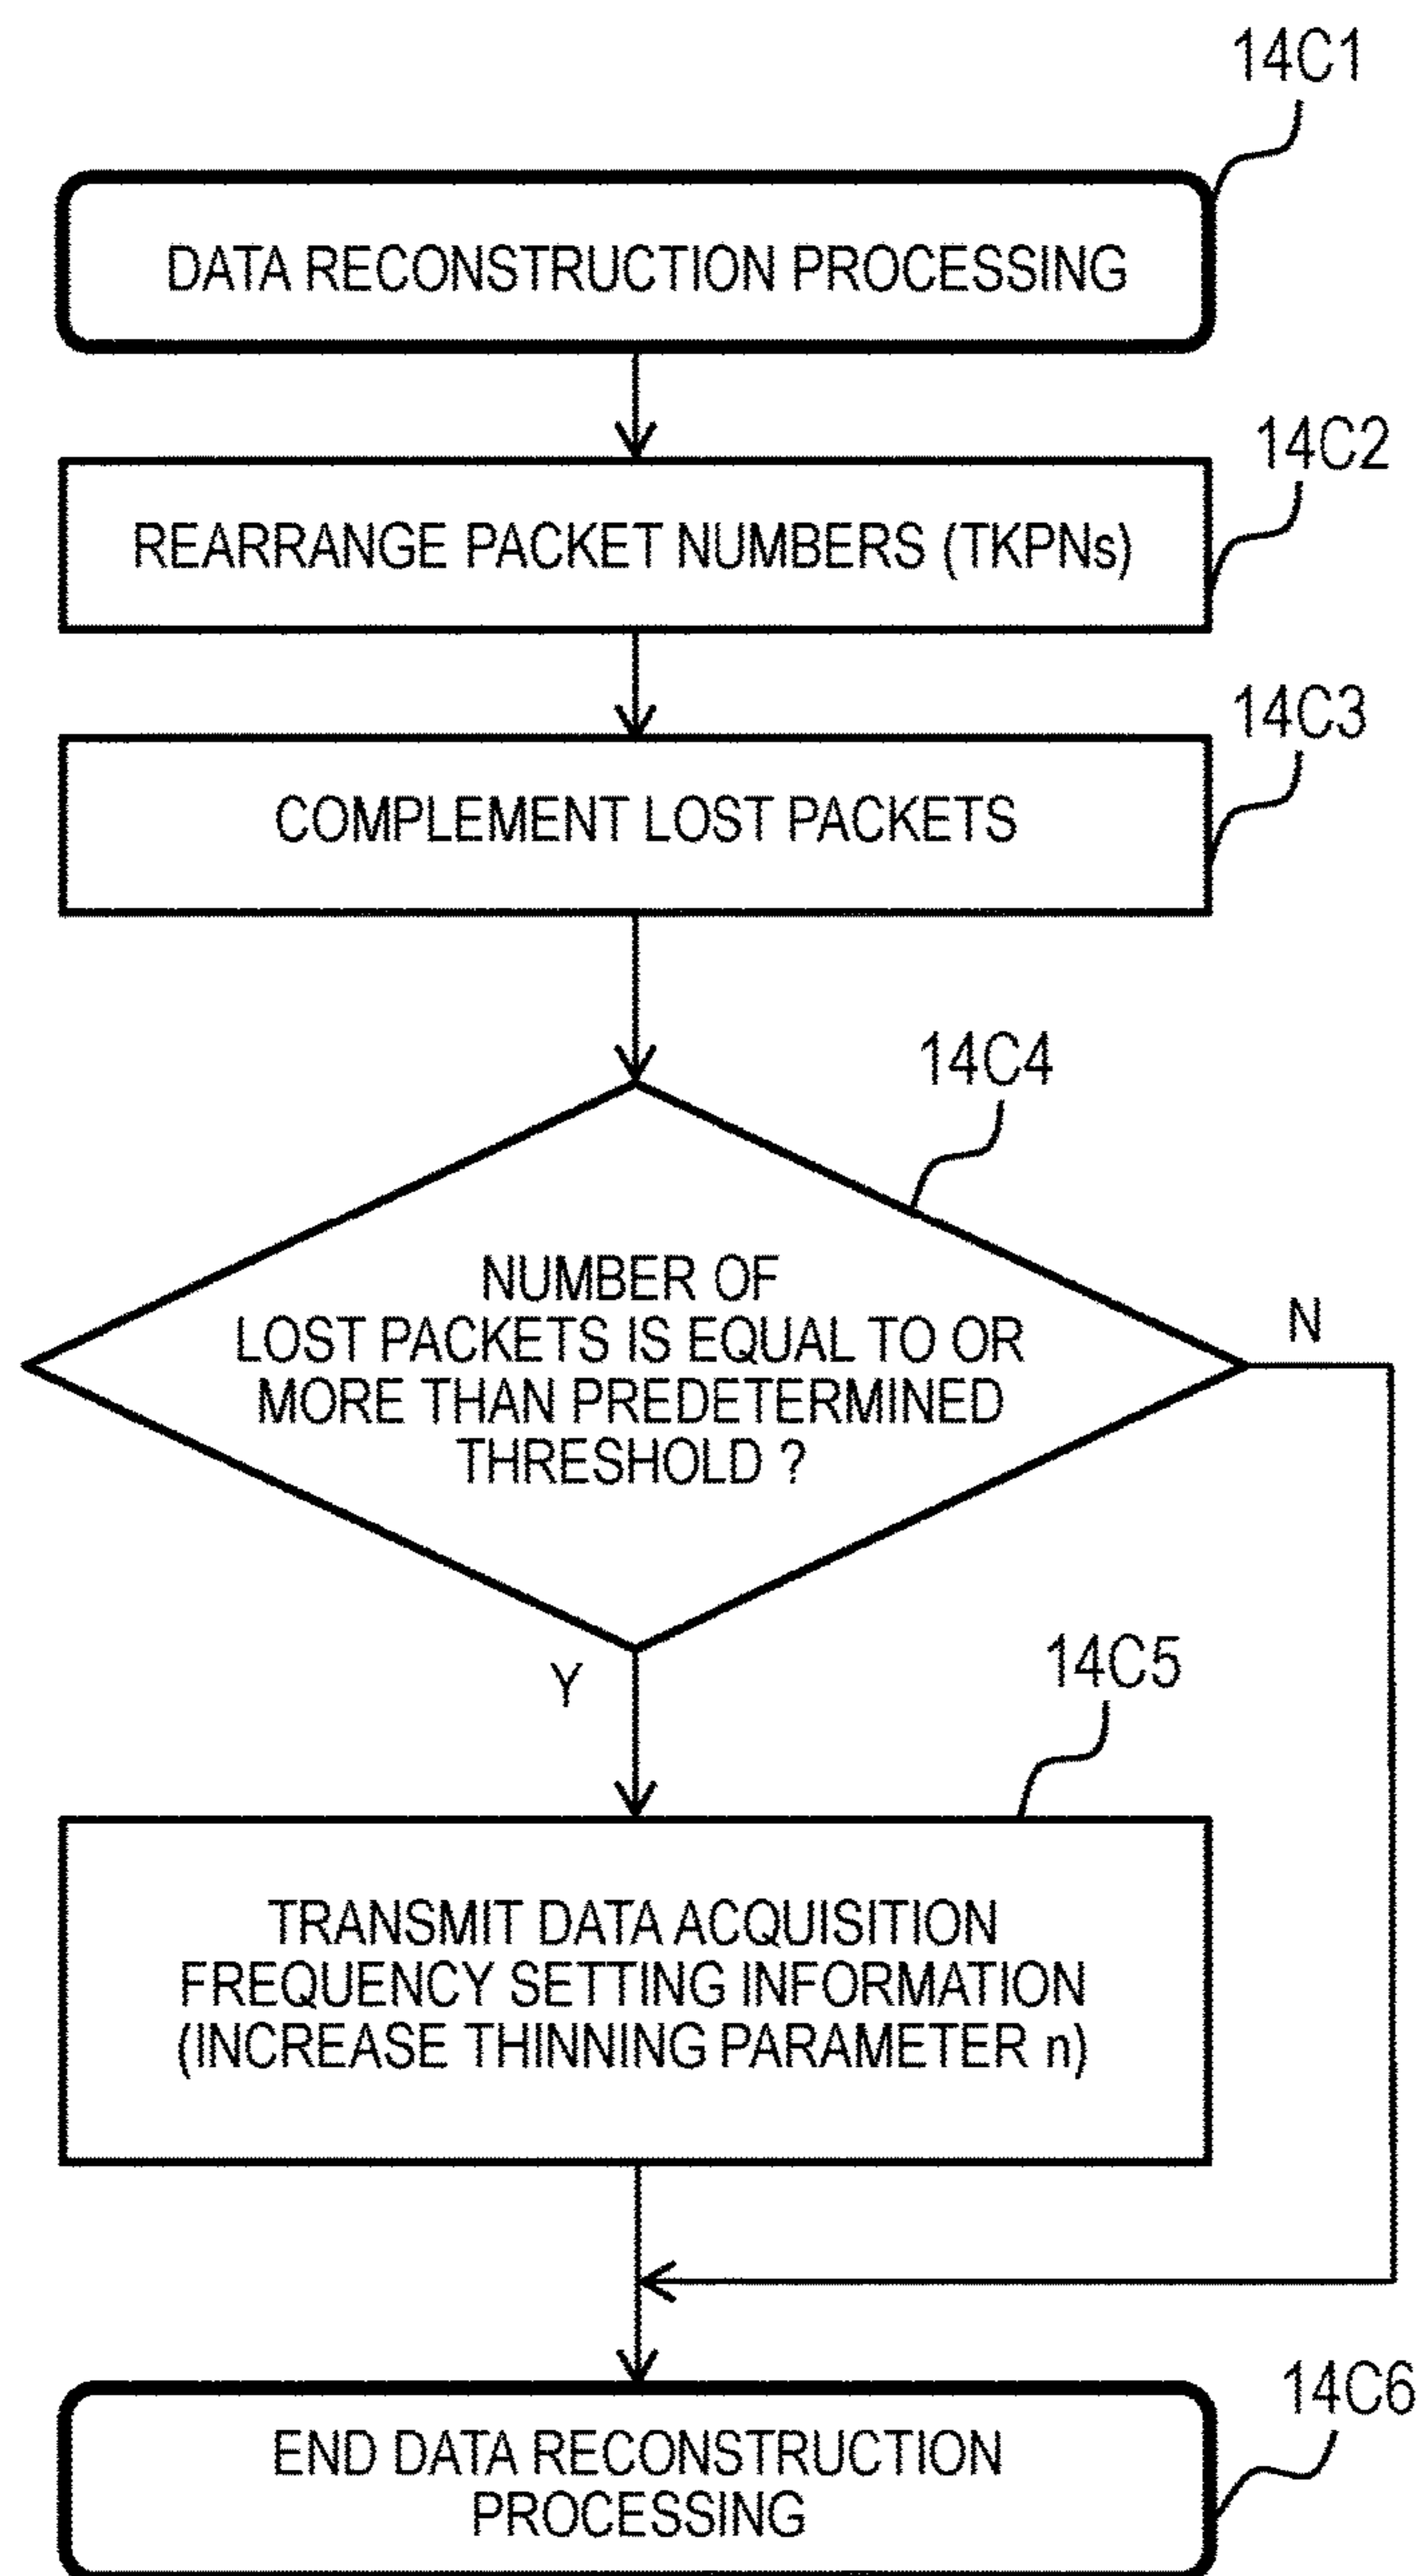 14C1
DATA RECONSTRUCTION PROCESSING
14C2
REARRANGE PACKET NUMBERS (TKPNs)
14C3
COMPLEMENT LOST PACKETS
14C4
NUMBER OF
LOST PACKETS IS EQUAL TO OR
MORE THAN PREDETERMINED
THRESHOLD ?
N
Y
14C5
TRANSMIT DATA ACQUISITION
FREQUENCY SETTING INFORMATION
(INCREASE THINNING PARAMETER n)
14C6
END DATA RECONSTRUCTION
PROCESSING